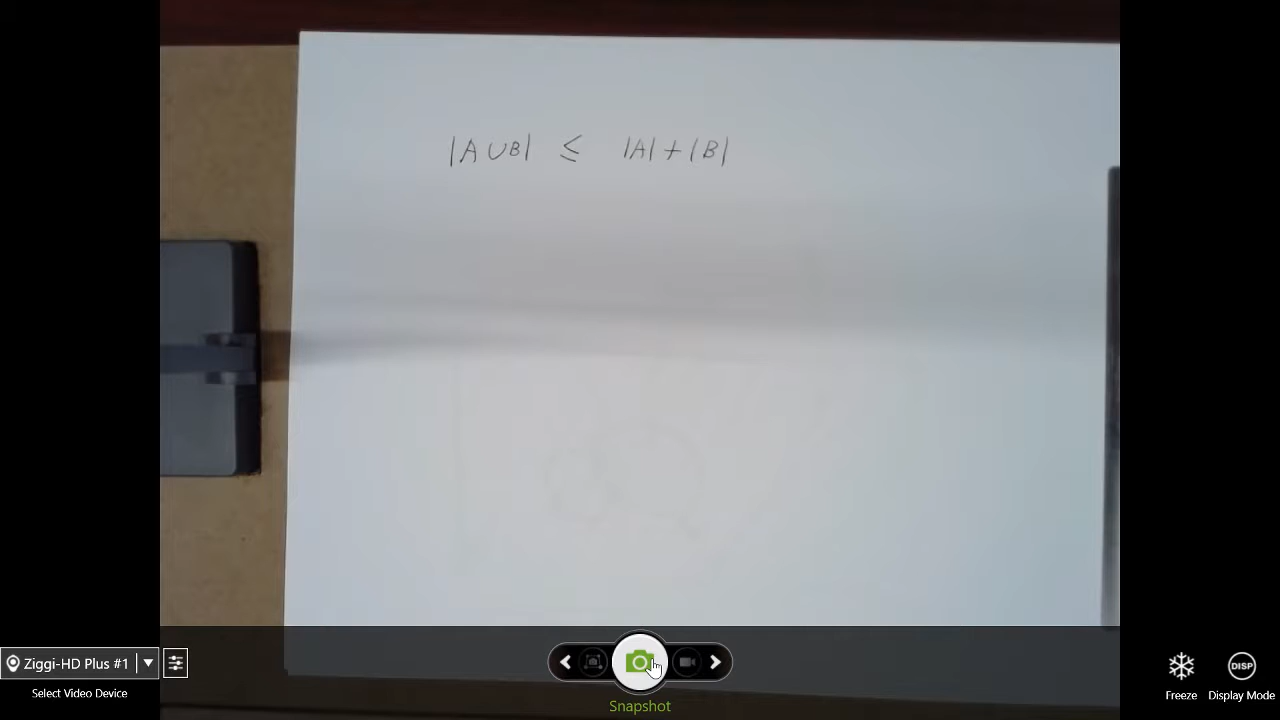 |A∪B| ≤ |A|+|B|
Ziggi-HD Plus #1
Select Video Device
Snapshot
Freeze
DISP
Display Mode